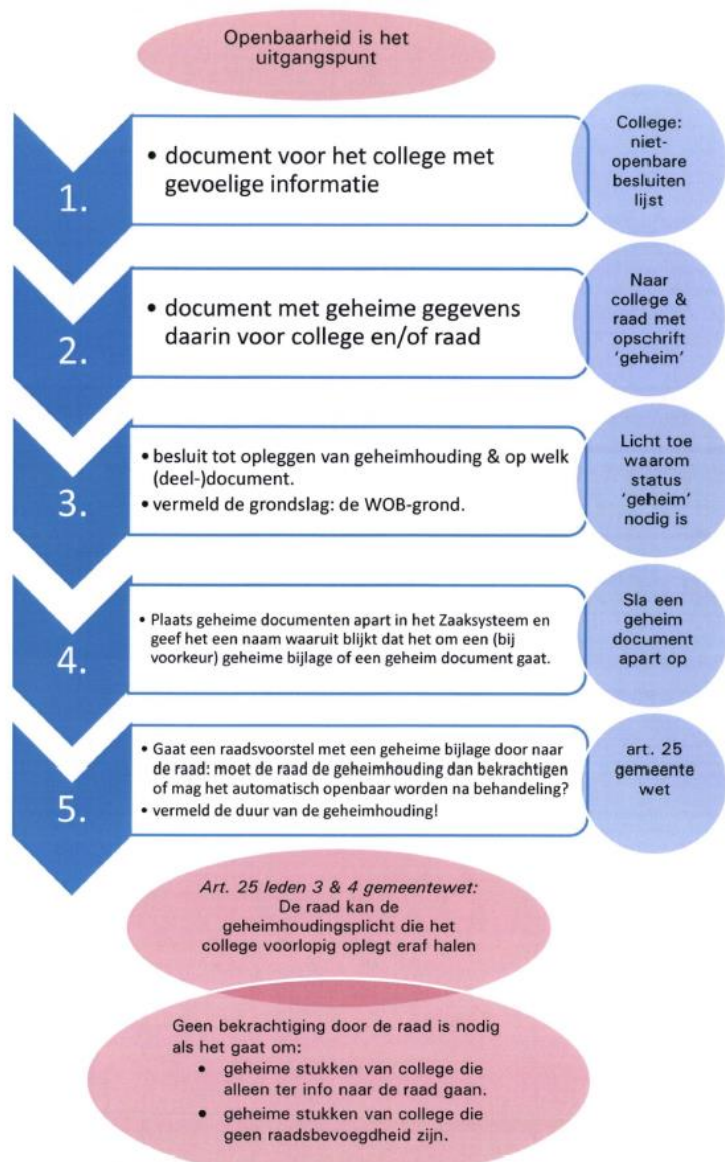 Openbaarheid is het
uitgangspunt
1.
• document voor het college met
gevoelige informatie
College:
niet-
openbare
besluiten
lijst
2.
• document met geheime gegevens
daarin voor college en/of raad
Naar
college &
raad met
opschrift
'geheim'
3.
• besluit tot opleggen van geheimhouding & op welk
(deel-)document.
• vermeld de grondslag: de WOB-grond.
Licht toe
waarom
status
'geheim'
nodig is
4.
• Plaats geheime documenten apart in het Zaaksysteem en
geef het een naam waaruit blijkt dat het om een (bij
voorkeur) geheime bijlage of een geheim document gaat.
Sla een
geheim
document
apart op
5.
• Gaat een raadsvoorstel met een geheime bijlage door naar
de raad: moet de raad de geheimhouding dan bekrachtigen
of mag het automatisch openbaar worden na behandeling?
• vermeld de duur van de geheimhouding!
art. 25
gemeente
wet
Art. 25 leden 3 & 4 gemeentewet:
De raad kan de
geheimhoudingsplicht die het
college voorlopig oplegt eraf halen
Geen bekrachtiging door de raad is nodig
als het gaat om:
• geheime stukken van college die
alleen ter info naar de raad gaan.
• geheime stukken van college die
geen raadsbevoegdheid zijn.